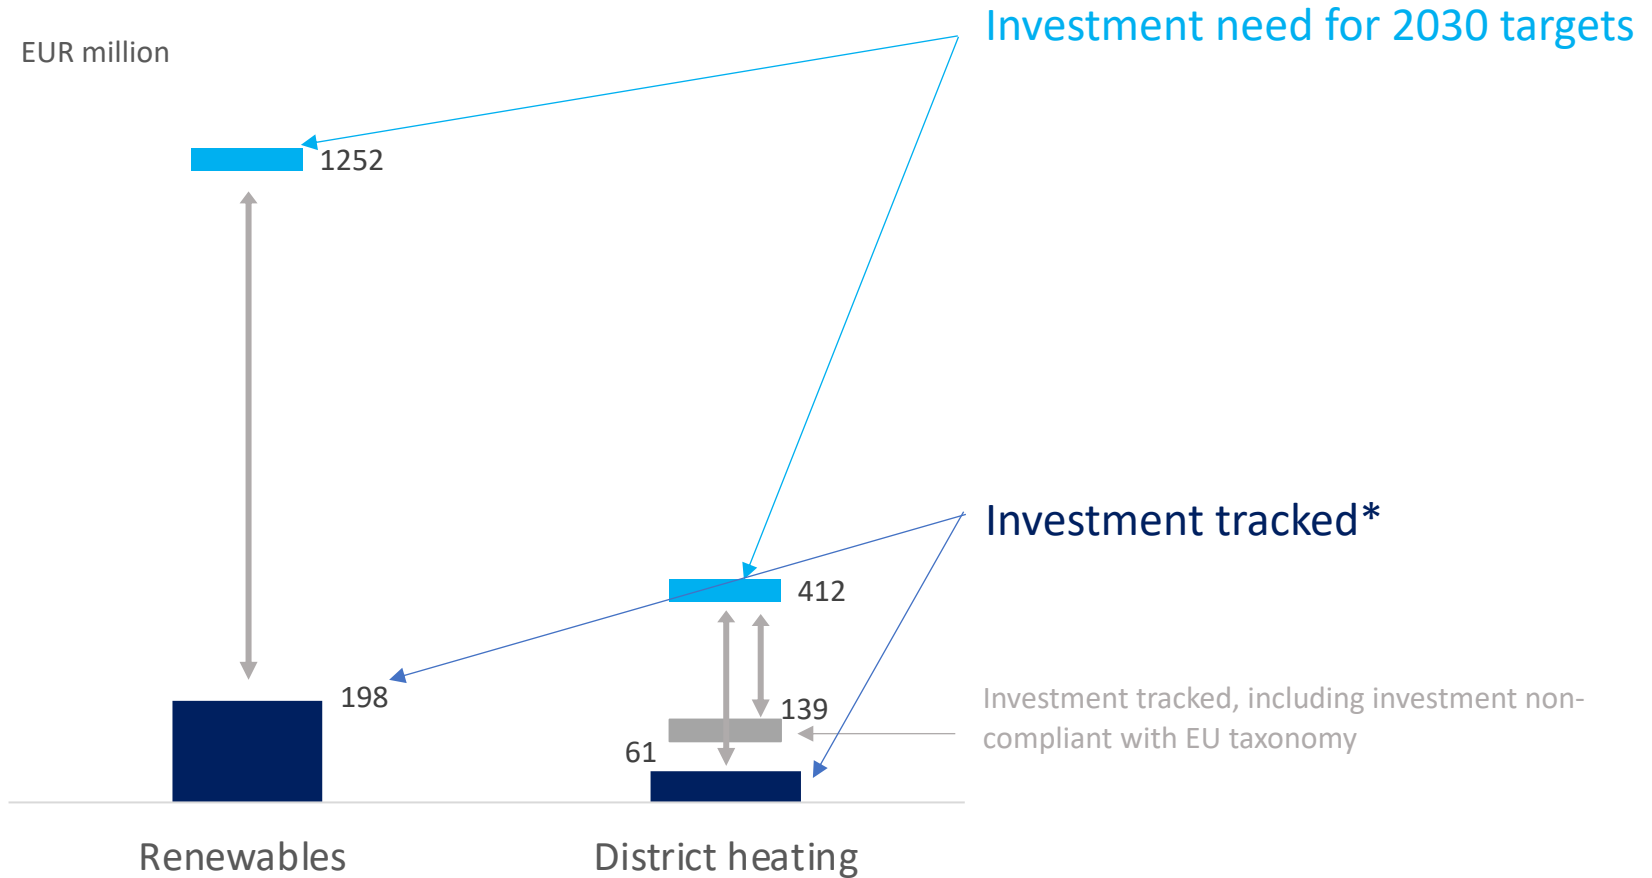 Investment need for 2030 targets
EUR million
1252
Investment tracked*
412
198
139
Investment tracked, including investment non-
compliant with EU taxonomy
61
Renewables
District heating